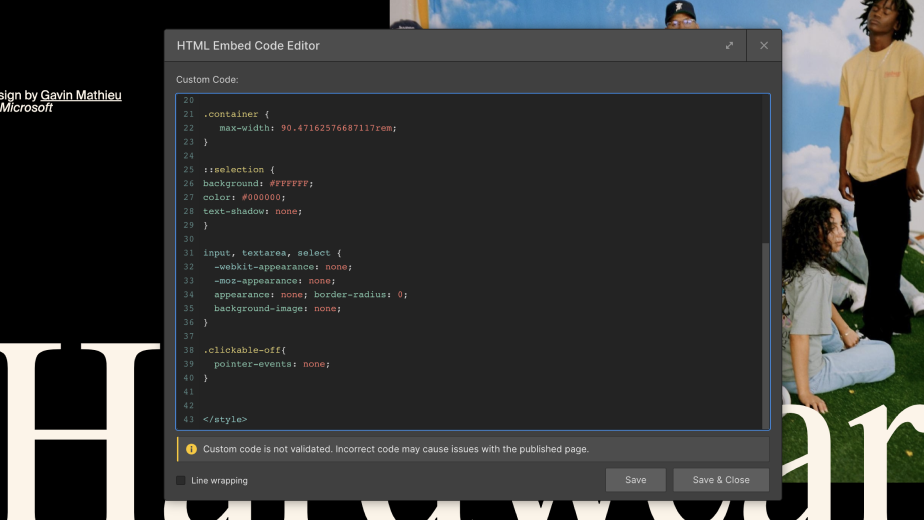 HTML Embed Code Editor
sign by Gavin Mathieu
Microsoft
Custom Code:
20
21 .container {
22 max-width: 90.47162576687117rem;
23 }
24
25 ::selection {
26 background: #FFFFFF;
27 color: #000000;
28 text-shadow: none;
29 }
30
31 input, textarea, select {
32 -webkit-appearance: none;
33 -moz-appearance: none;
34 appearance: none; border-radius: 0;
35 background-image: none;
36 }
37
38 .clickable-off{
39 pointer-events: none;
40 }
41
42
43 </style>
Custom code is not validated. Incorrect code may cause issues with the published page.
Line wrapping
Save
Save & Close